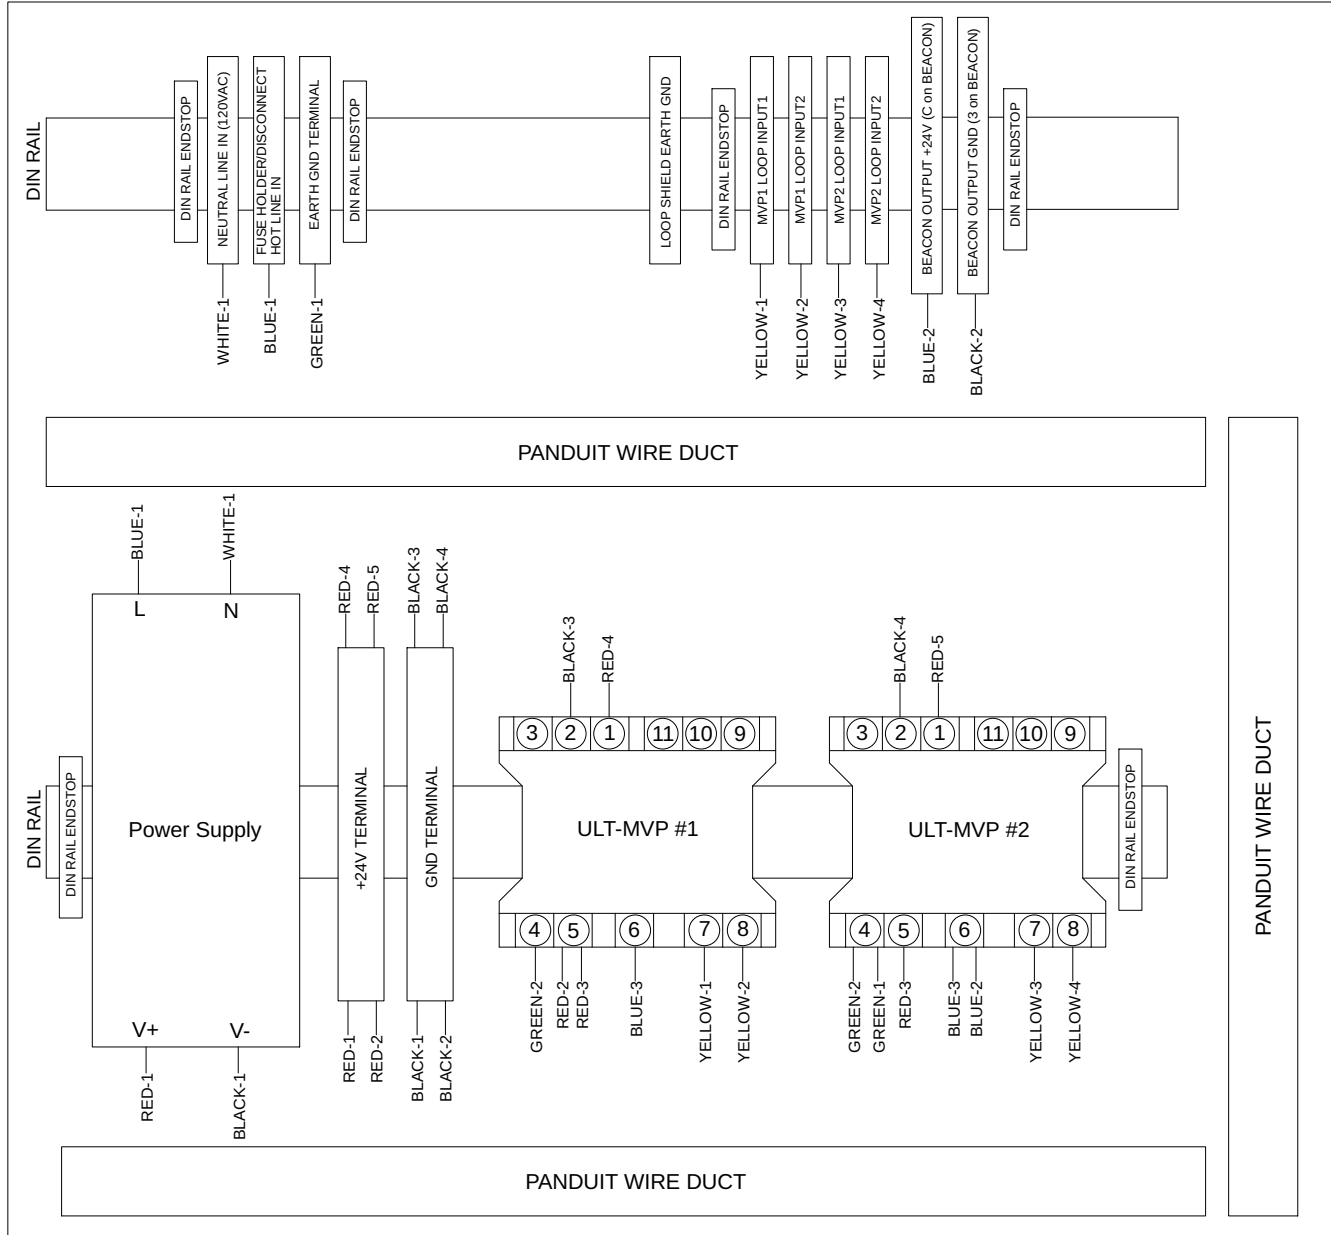 DIN RAIL
DIN RAIL ENDSTOP
NEUTRAL LINE IN (120VAC)
FUSE HOLDER/DISCONNECT
HOT LINE IN
EARTH GND TERMINAL
DIN RAIL ENDSTOP
LOOP SHIELD EARTH GND
DIN RAIL ENDSTOP
MVP1 LOOP INPUT1
MVP1 LOOP INPUT2
MVP2 LOOP INPUT1
MVP2 LOOP INPUT2
BEACON OUTPUT +24V (C on BEACON)
BEACON OUTPUT GND (3 on BEACON)
DIN RAIL ENDSTOP
WHITE-1
BLUE-1
GREEN-1
YELLOW-1
YELLOW-2
YELLOW-3
YELLOW-4
BLUE-2
BLACK-2
PANDUIT WIRE DUCT
BLUE-1
WHITE-1
RED-4
RED-5
BLACK-3
BLACK-4
L
N
BLACK-3
RED-4
BLACK-4
RED-5
3
2
1
11
10
9
3
2
1
11
10
9
DIN RAIL
DIN RAIL ENDSTOP
Power Supply
+24V TERMINAL
GND TERMINAL
ULT-MVP #1
ULT-MVP #2
DIN RAIL ENDSTOP
PANDUIT WIRE DUCT
4
5
6
7
8
4
5
6
7
8
GREEN-2
RED-2
RED-3
BLUE-3
YELLOW-1
YELLOW-2
GREEN-2
GREEN-1
RED-3
BLUE-3
BLUE-2
YELLOW-3
YELLOW-4
V+
V-
RED-1
BLACK-1
RED-1
RED-2
BLACK-1
BLACK-2
PANDUIT WIRE DUCT